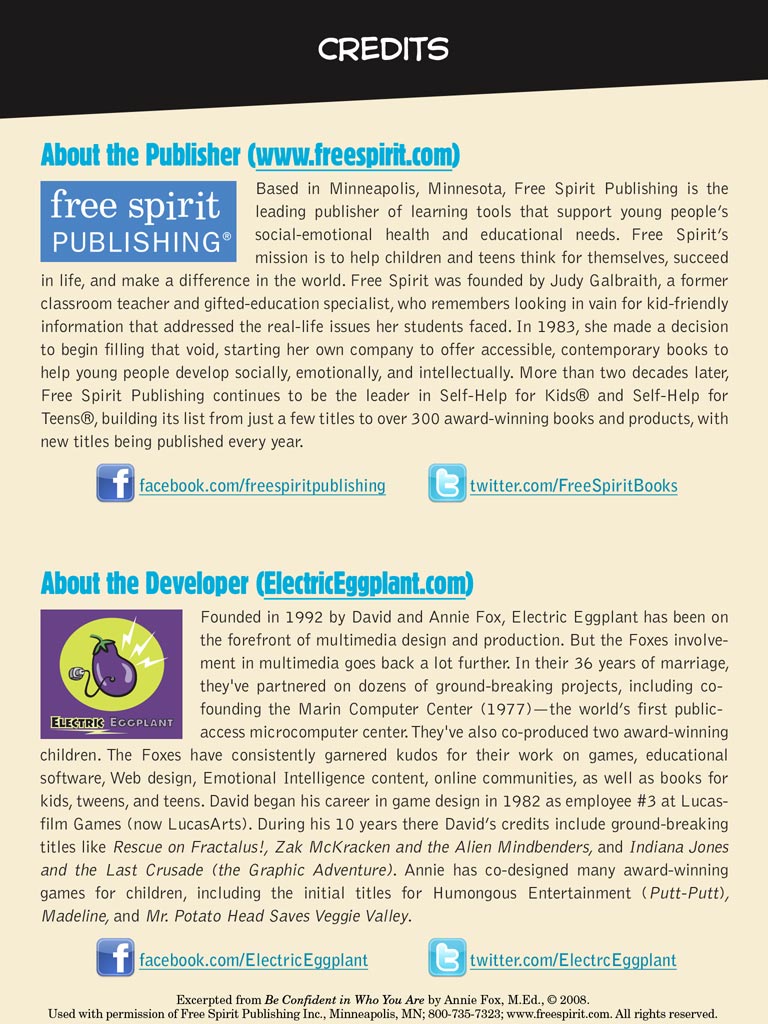 CREDITS
About the Publisher (www.freespirit.com)
free spirit
PUBLISHING®
Based in Minneapolis, Minnesota, Free Spirit Publishing is the
leading publisher of learning tools that support young people's
social-emotional health and educational needs. Free Spirit's
mission is to help children and teens think for themselves, succeed
in life, and make a difference in the world. Free Spirit was founded by Judy Galbraith, a former
classroom teacher and gifted-education specialist, who remembers looking in vain for kid-friendly
information that addressed the real-life issues her students faced. In 1983, she made a decision
to begin filling that void, starting her own company to offer accessible, contemporary books to
help young people develop socially, emotionally, and intellectually. More than two decades later,
Free Spirit Publishing continues to be the leader in Self-Help for Kids® and Self-Help for
Teens®, building its list from just a few titles to over 300 award-winning books and products, with
new titles being published every year.
f facebook.com/freespiritpublishing t twitter.com/FreeSpiritBooks
About the Developer (ElectricEggplant.com)
ELECTRIC EGGPLANT
Founded in 1992 by David and Annie Fox, Electric Eggplant has been on
the forefront of multimedia design and production. But the Foxes involve-
ment in multimedia goes back a lot further. In their 36 years of marriage,
they've partnered on dozens of ground-breaking projects, including co-
founding the Marin Computer Center (1977)—the world's first public-
access microcomputer center. They've also co-produced two award-winning
children. The Foxes have consistently garnered kudos for their work on games, educational
software, Web design, Emotional Intelligence content, online communities, as well as books for
kids, tweens, and teens. David began his career in game design in 1982 as employee #3 at Lucas-
film Games (now LucasArts). During his 10 years there David's credits include ground-breaking
titles like Rescue on Fractalus!, Zak McKracken and the Alien Mindbenders, and Indiana Jones
and the Last Crusade (the Graphic Adventure). Annie has co-designed many award-winning
games for children, including the initial titles for Humongous Entertainment (Putt-Putt),
Madeline, and Mr. Potato Head Saves Veggie Valley.
f facebook.com/ElectricEggplant t twitter.com/ElectrcEggplant
Excerpted from Be Confident in Who You Are by Annie Fox, M.Ed., © 2008.
Used with permission of Free Spirit Publishing Inc., Minneapolis, MN; 800-735-7323; www.freespirit.com. All rights reserved.